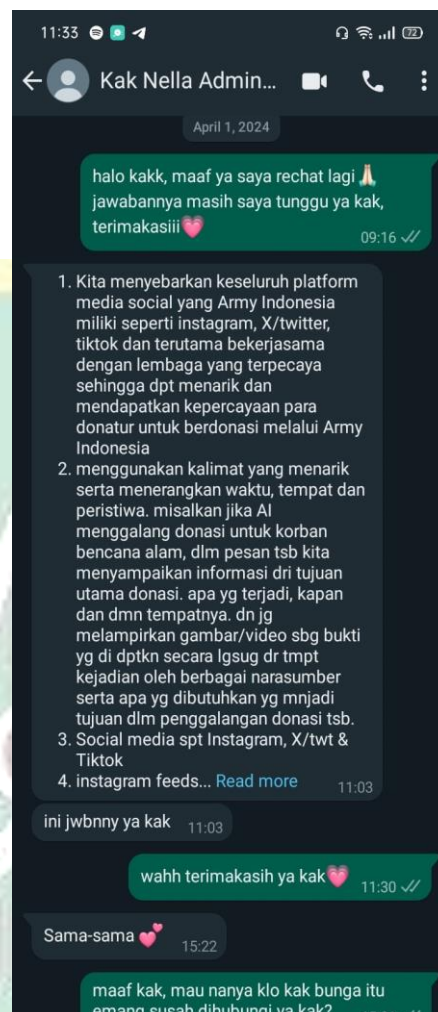 11:33
72
Kak Nella Admin...
April 1, 2024
halo kakk, maaf ya saya rechat lagi🙏🏻
jawabannya masih saya tunggu ya kak,
terimakasiii💗
09:16
1. Kita menyebarkan keseluruh platform
media social yang Army Indonesia
miliki seperti instagram, X/twitter,
tiktok dan terutama bekerjasama
dengan lembaga yang terpecaya
sehingga dpt menarik dan
mendapatkan kepercayaan para
donatur untuk berdonasi melalui Army
Indonesia
2. menggunakan kalimat yang menarik
serta menerangkan waktu, tempat dan
peristiwa. misalkan jika AI
menggalang donasi untuk korban
bencana alam, dlm pesan tsb kita
menyampaikan informasi dri tujuan
utama donasi. apa yg terjadi, kapan
dan dmn tempatnya. dn jg
melampirkan gambar/video sbg bukti
yg di dptkn secara lgsug dr tmpt
kejadian oleh berbagai narasumber
serta apa yg dibutuhkan yg mnjadi
tujuan dlm penggalangan donasi tsb.
3. Social media spt Instagram, X/twt &
Tiktok
4. instagram feeds... Read more
11:03
ini jwbnny ya kak 11:03
wahh terimakasih ya kak💗
11:30
Sama-sama 💕
15:22
maaf kak, mau nanya klo kak bunga itu
emang susah dihubungi ya kak?